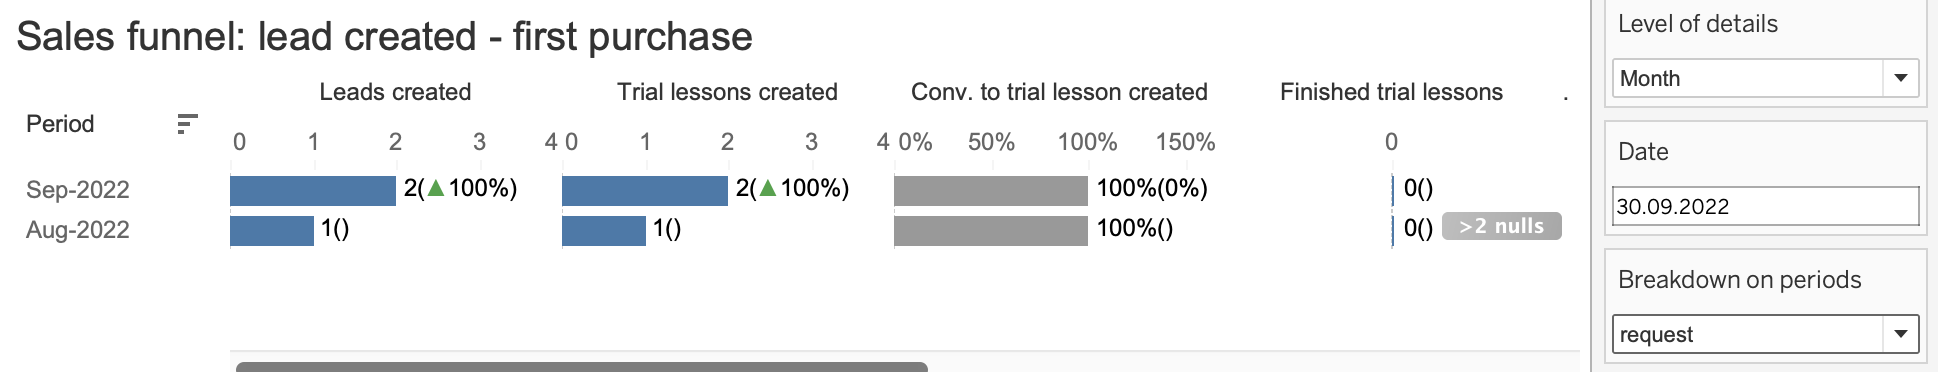 Sales funnel: lead created - first purchase
Leads created Trial lessons created Conv. to trial lesson created Finished trial lessons .
Period
0 1 2 3 4 0 1 2 3 4 0% 50% 100% 150% 0
Sep-2022 2(▲100%) 2(▲100%) 100%(0%) 0()
Aug-2022 1() 1() 100%() 0() >2 nulls
Level of details
Month
Date
30.09.2022
Breakdown on periods
request